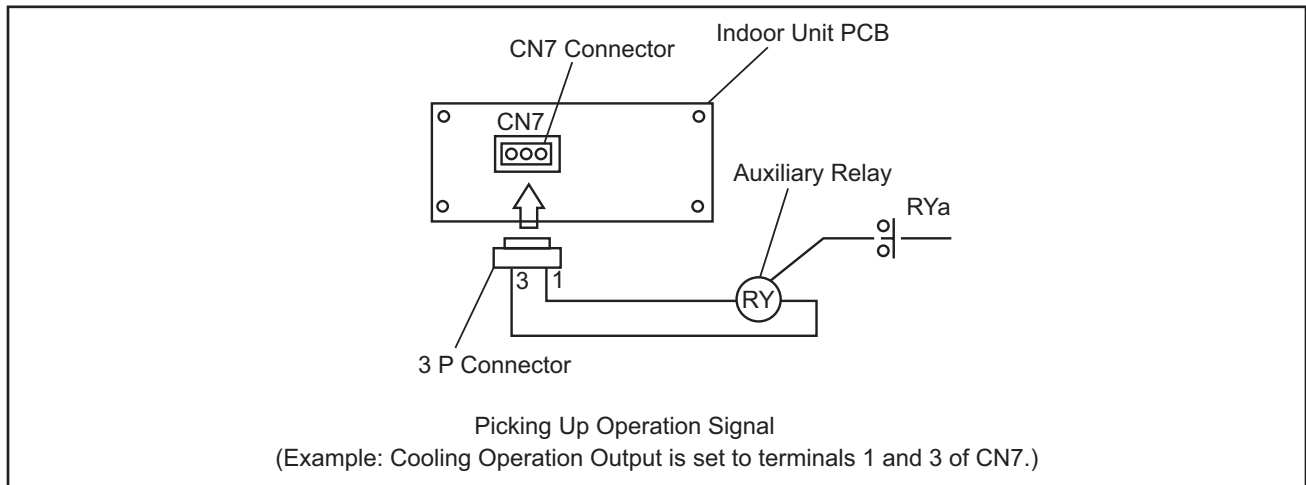 Indoor Unit PCB
CN7 Connector
CN7
Auxiliary Relay
RYa
3 1
RY
3 P Connector
Picking Up Operation Signal
(Example: Cooling Operation Output is set to terminals 1 and 3 of CN7.)